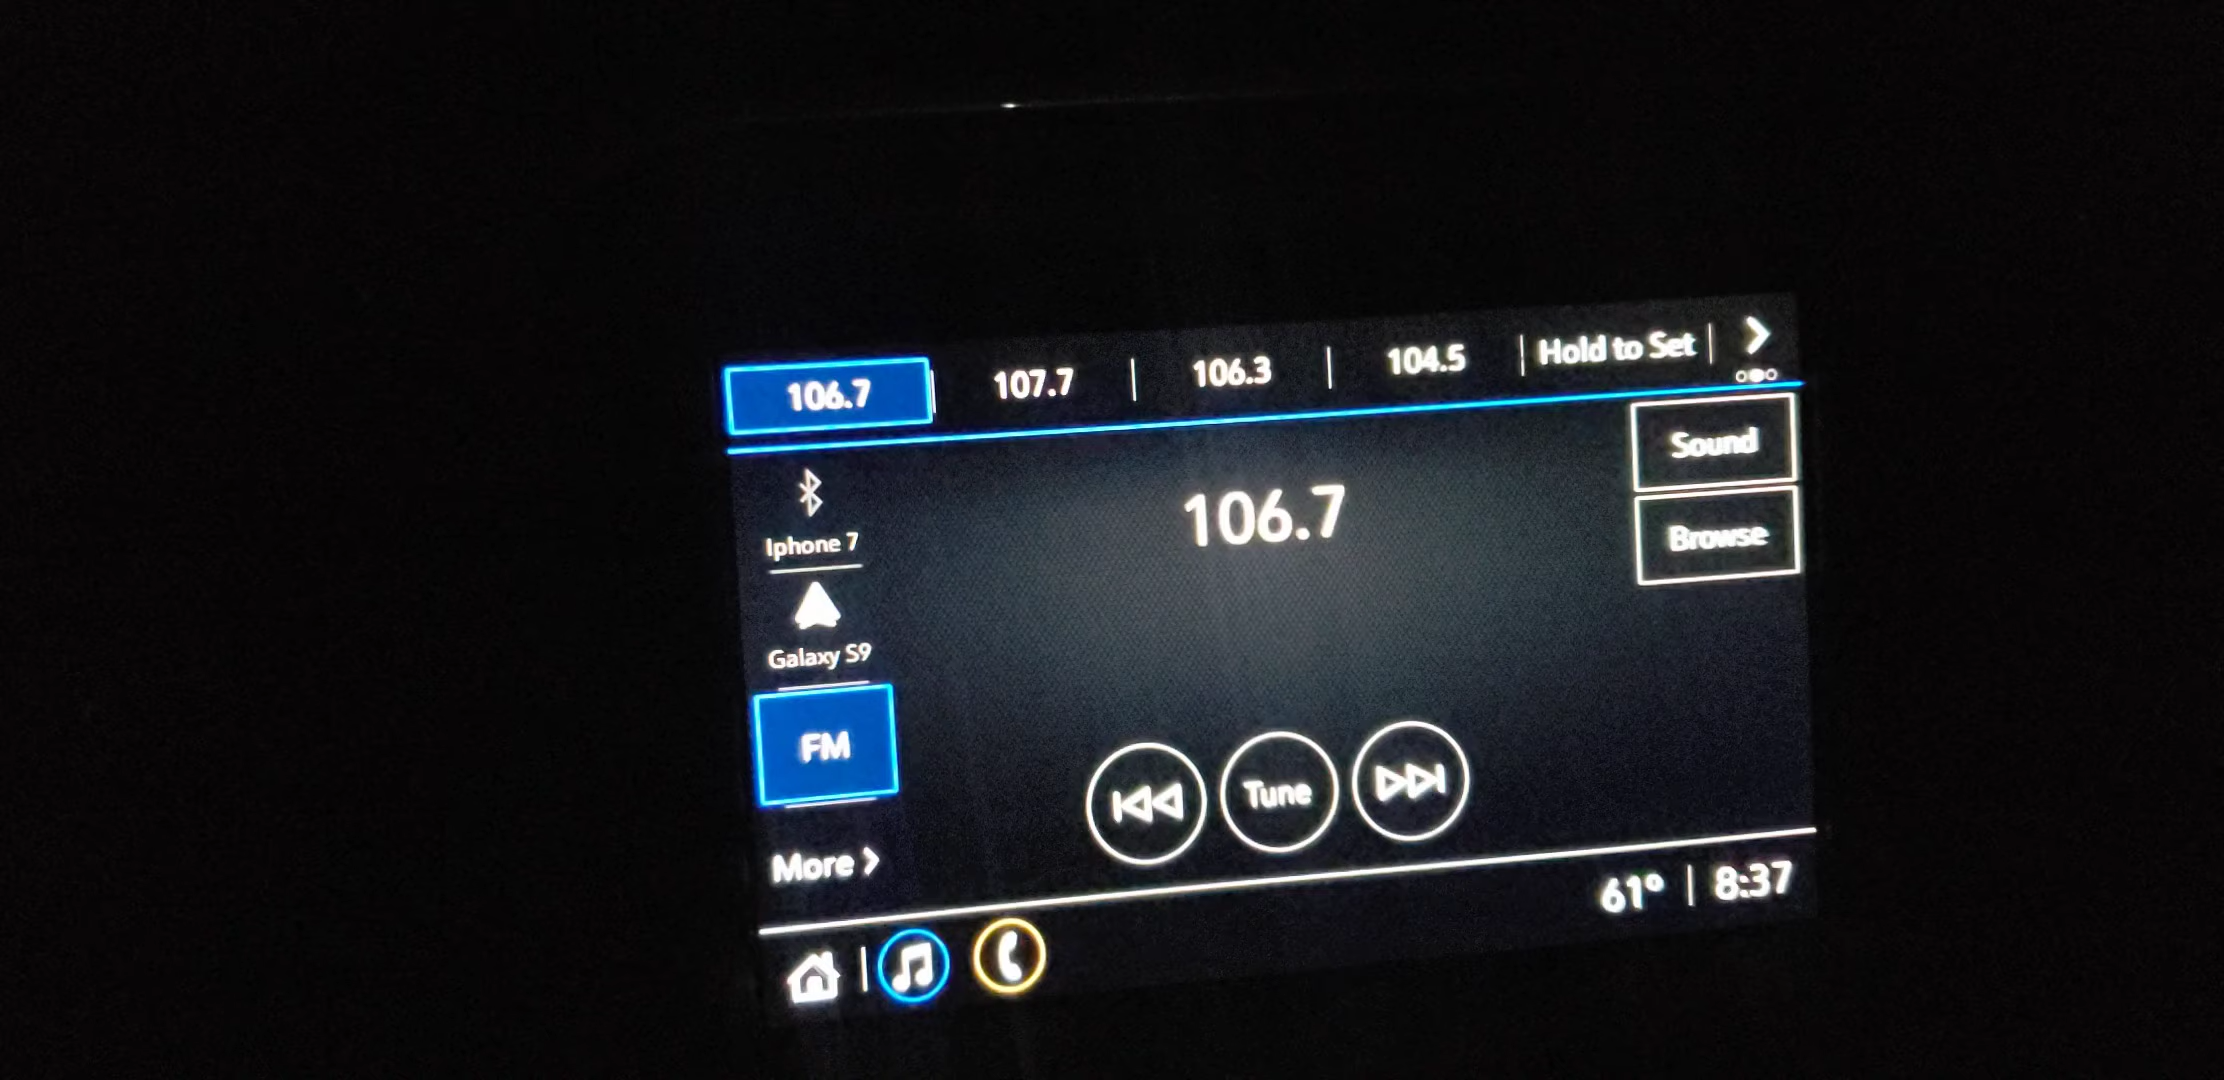 106.7 107.7 106.3 104.5 Hold to Set
Sound
106.7
Browse
Iphone 7
Galaxy S9
FM
Tune
More
61° 8:37